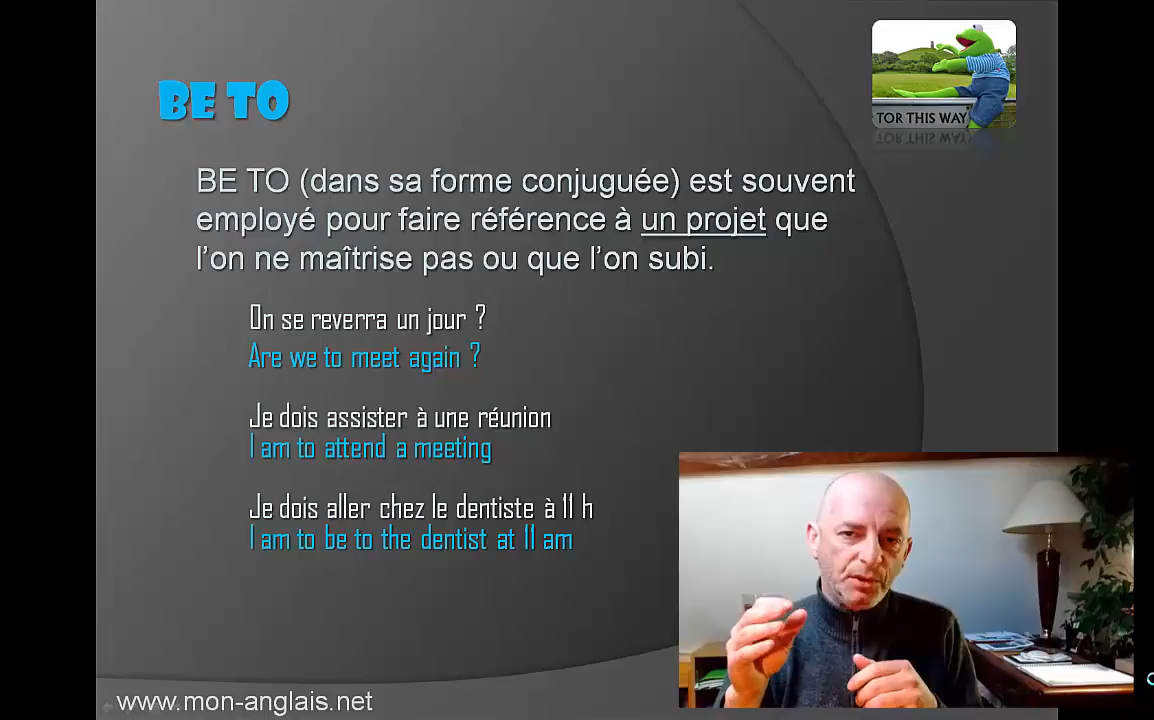 BE TO
TOR THIS WAY
BE TO (dans sa forme conjuguée) est souvent
employé pour faire référence à un projet que
l’on ne maîtrise pas ou que l’on subi.
On se reverra un jour ?
Are we to meet again ?
Je dois assister à une réunion
I am to attend a meeting
Je dois aller chez le dentiste à 11 h
I am to be to the dentist at 11 am
www.mon-anglais.net